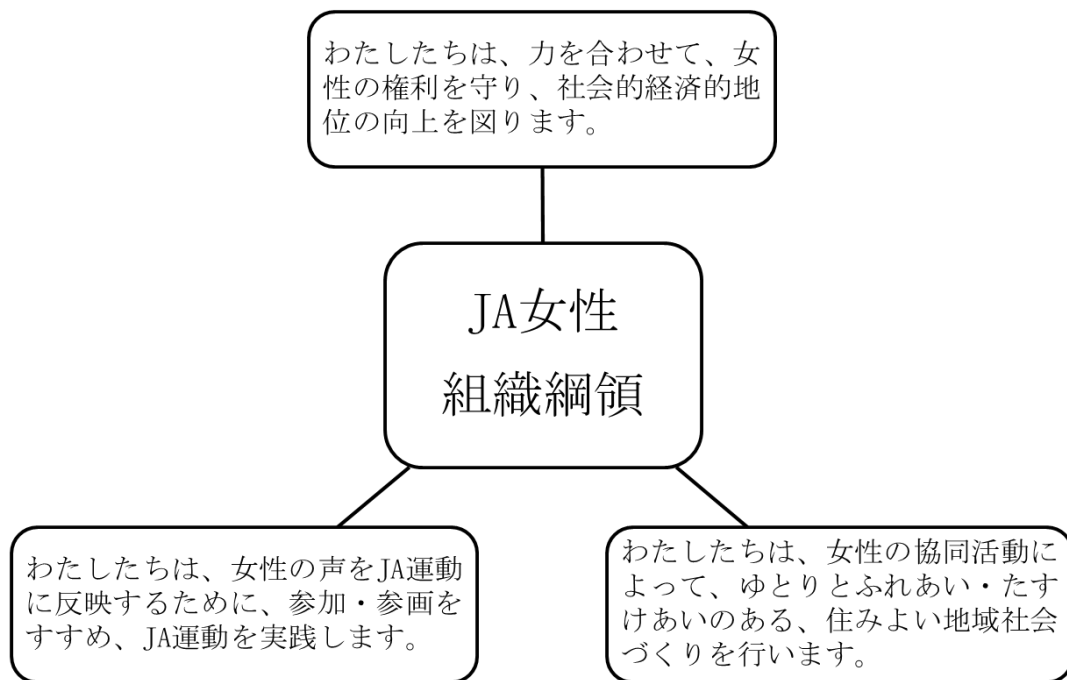 わたしたちは、力を合わせて、女
性の権利を守り、社会的経済的地
位の向上を図ります。
JA女性
組織綱領
わたしたちは、女性の声をJA運動
に反映するために、参加・参画を
すすめ、JA運動を実践します。
わたしたちは、女性の協同活動に
よって、ゆとりとふれあい・たす
けあいのある、住みよい地域社会
づくりを行います。